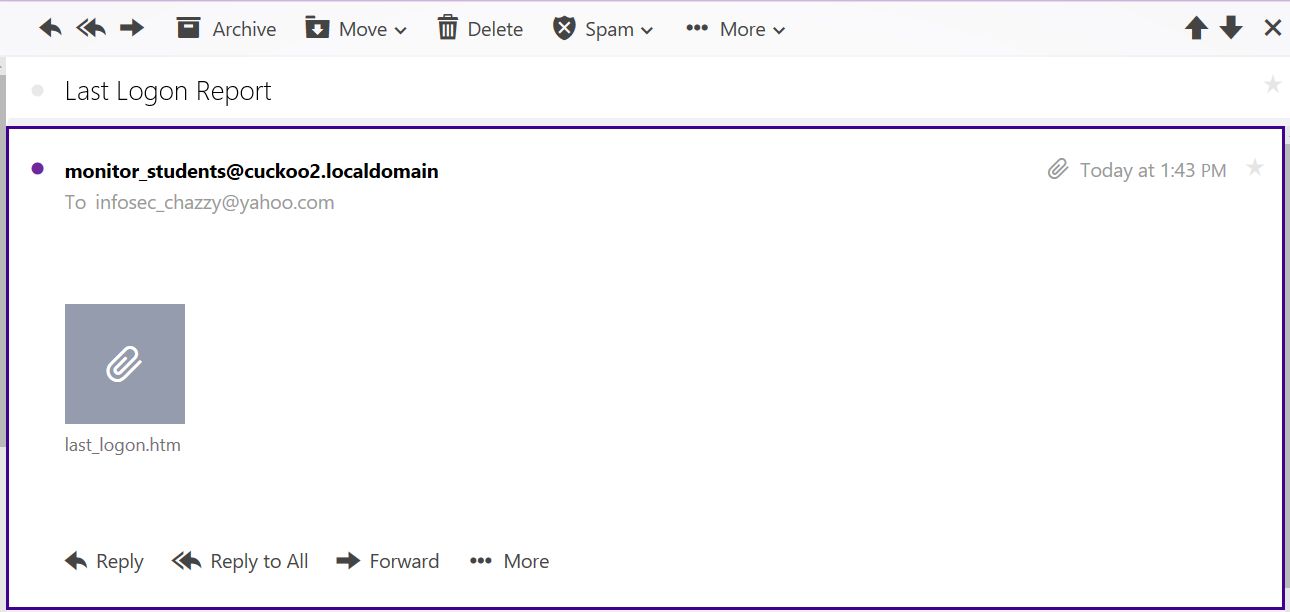 Archive Move Delete Spam More
Last Logon Report
monitor_students@cuckoo2.localdomain Today at 1:43 PM
To infosec_chazzy@yahoo.com
last_logon.htm
Reply Reply to All Forward More